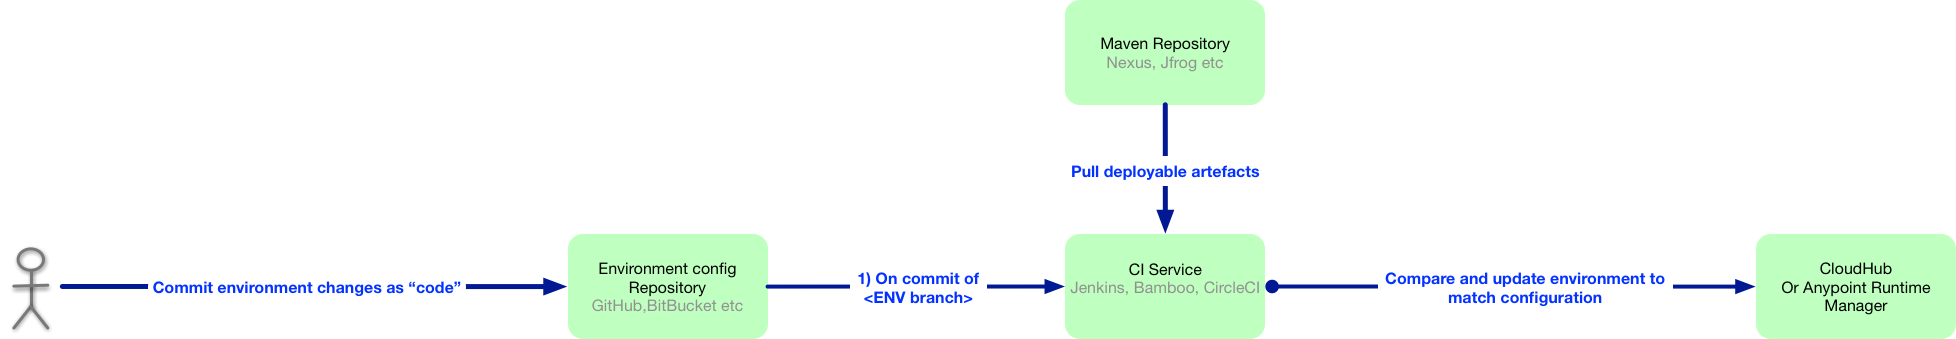 Maven Repository
Nexus, Jfrog etc
Pull deployable artefacts
Commit environment changes as “code”
Environment config
Repository
GitHub,BitBucket etc
1) On commit of
<ENV branch>
CI Service
Jenkins, Bamboo, CircleCI
Compare and update environment to
match configuration
CloudHub
Or Anypoint Runtime
Manager